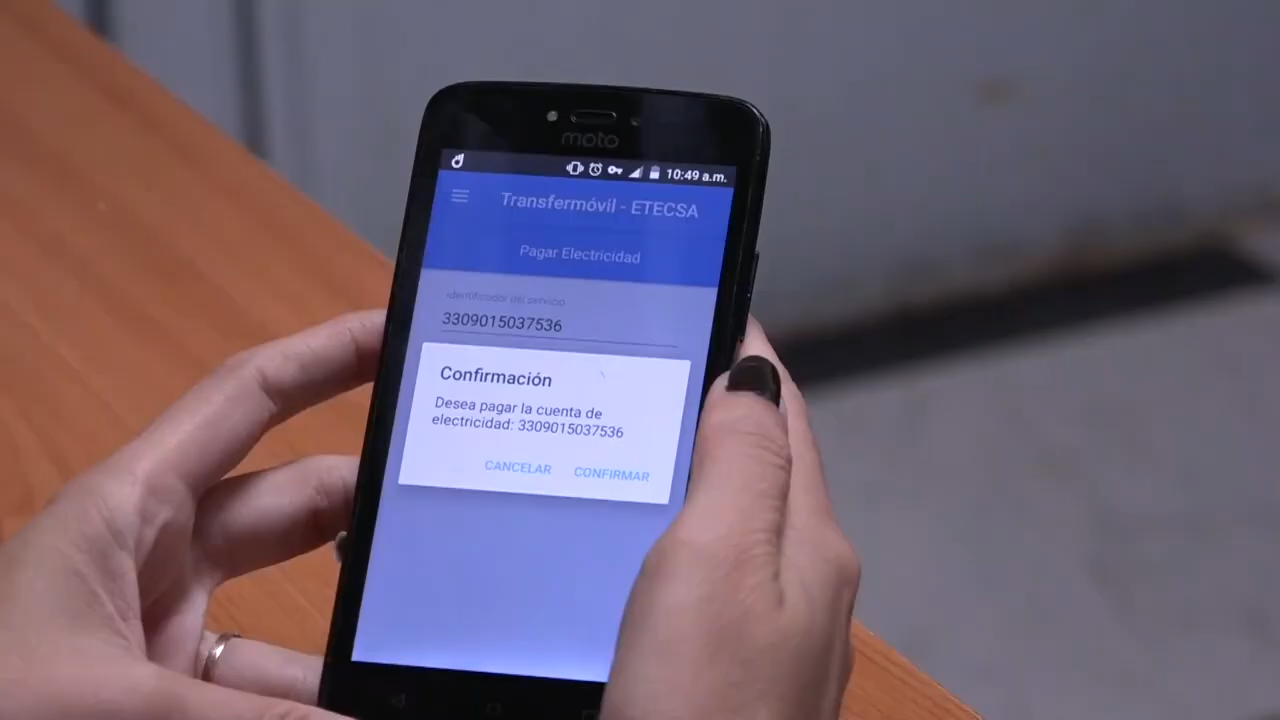 moto
10:49 a.m.
Transfermóvil - ETECSA
Pagar Electricidad
Identificador del servicio
3309015037536
Confirmación
Desea pagar la cuenta de
electricidad: 3309015037536
CANCELAR CONFIRMAR